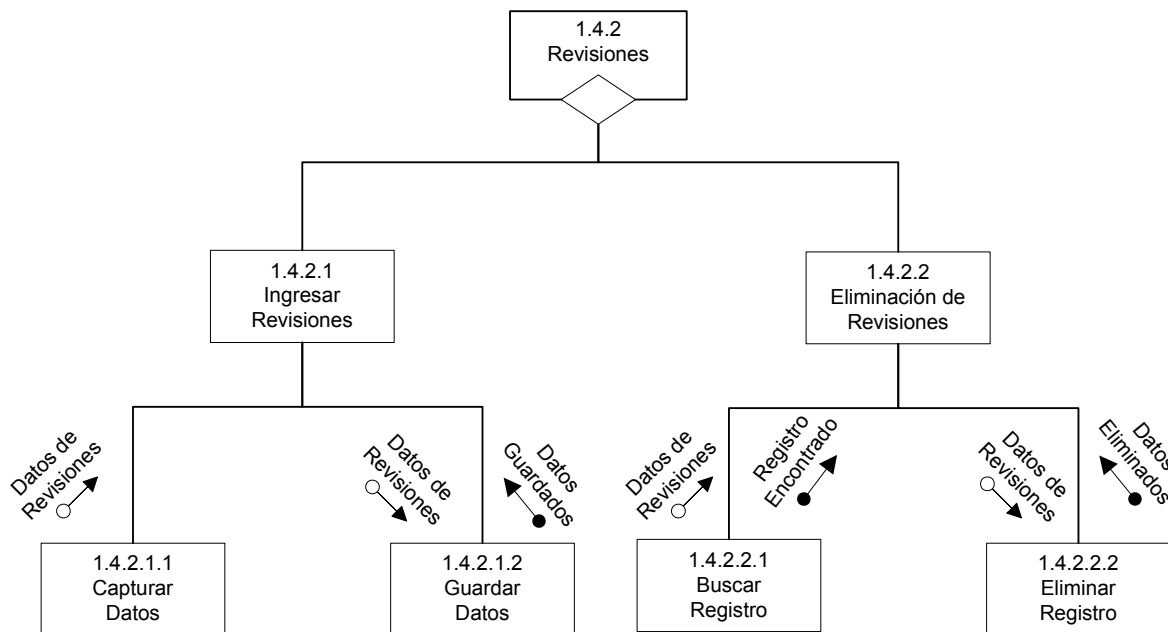 1.4.2
Revisiones
1.4.2.1
Ingresar
Revisiones
1.4.2.2
Eliminación de
Revisiones
Datos de
Revisiones
Datos de
Revisiones
Datos
Guardados
Datos de
Revisiones
Registro
Encontrado
Datos de
Revisiones
Datos
Eliminados
1.4.2.1.1
Capturar
Datos
1.4.2.1.2
Guardar
Datos
1.4.2.2.1
Buscar
Registro
1.4.2.2.2
Eliminar
Registro